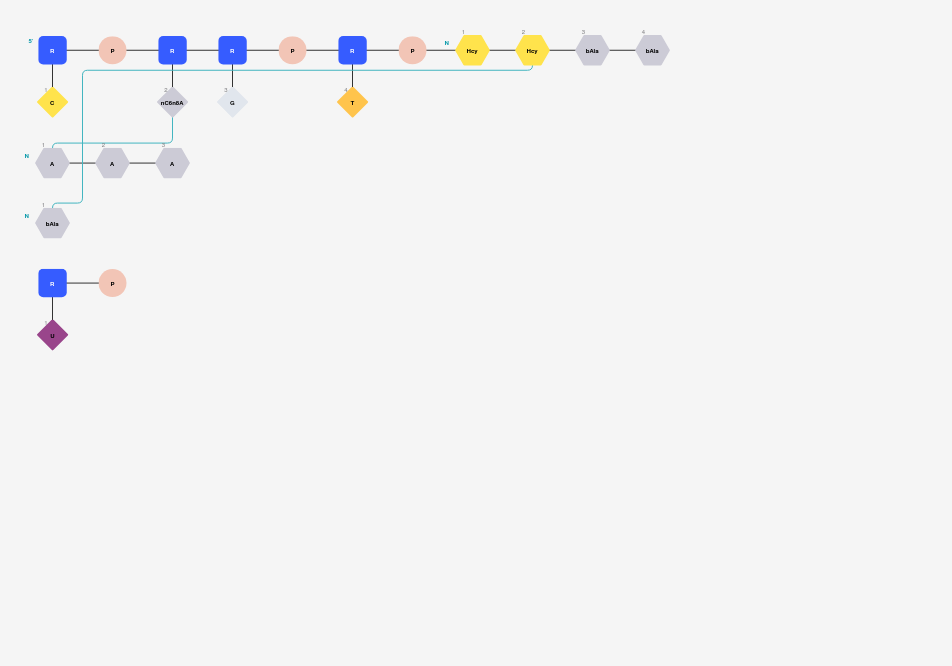 1 2 3 4
5' R P R R P R P N Hcy Hcy bAla bAla
1 2 3 4
C nC6n8A G T
1 2 3
N A A A
1
N bAla
R P
U